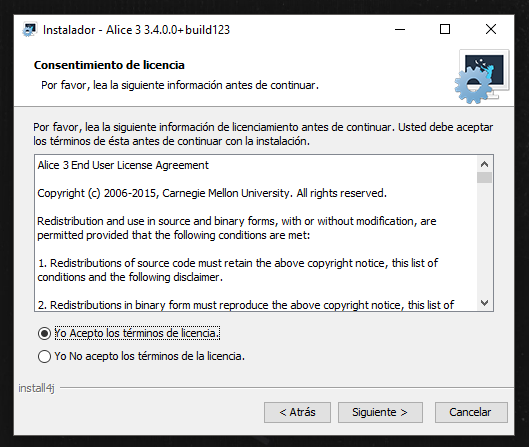 Instalador - Alice 3 3.4.0.0+build123
Consentimiento de licencia
Por favor, lea la siguiente información antes de continuar.
Por favor, lea la siguiente información de licenciamiento antes de continuar. Usted debe aceptar
los términos de ésta antes de continuar con la instalación.
Alice 3 End User License Agreement
Copyright (c) 2006-2015, Carnegie Mellon University. All rights reserved.
Redistribution and use in source and binary forms, with or without modification, are
permitted provided that the following conditions are met:
1. Redistributions of source code must retain the above copyright notice, this list of
conditions and the following disclaimer.
2. Redistributions in binary form must reproduce the above copyright notice, this list of
Yo Acepto los términos de licencia.
Yo No acepto los términos de la licencia.
install4j
< Atrás
Siguiente >
Cancelar